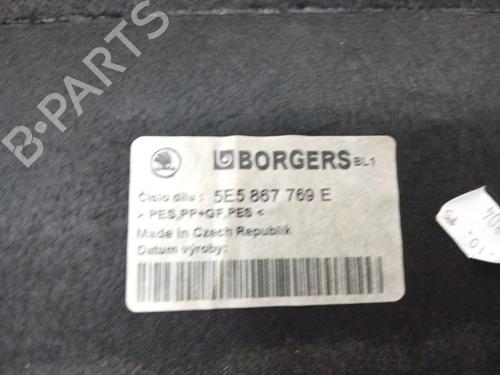 B-PARTS
BORGERS BL1
Číslo dílu: 5E5 867 769 E
> PES,PP+GF,PES <
Made in Czech Republik
Datum výroby: